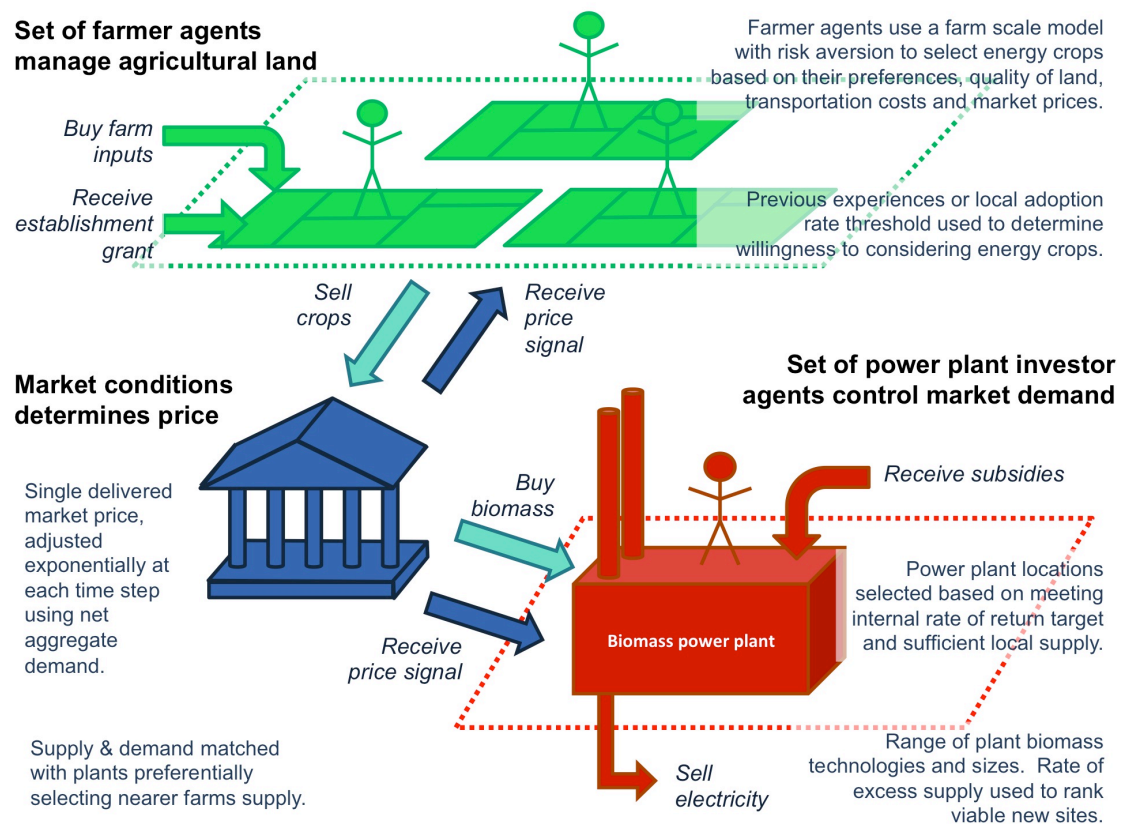 Set of farmer agents
manage agricultural land
Farmer agents use a farm scale model
with risk aversion to select energy crops
based on their preferences, quality of land,
transportation costs and market prices.
Buy farm
inputs
Receive
establishment
grant
Previous experiences or local adoption
rate threshold used to determine
willingness to considering energy crops.
Sell
crops
Receive
price
signal
Market conditions
determines price
Set of power plant investor
agents control market demand
Single delivered
market price,
adjusted
exponentially at
each time step
using net
aggregate
demand.
Buy
biomass
Receive subsidies
Receive
price signal
Biomass power plant
Power plant locations
selected based on meeting
internal rate of return target
and sufficient local supply.
Supply & demand matched
with plants preferentially
selecting nearer farms supply.
Sell
electricity
Range of plant biomass
technologies and sizes.  Rate of
excess supply used to rank
viable new sites.